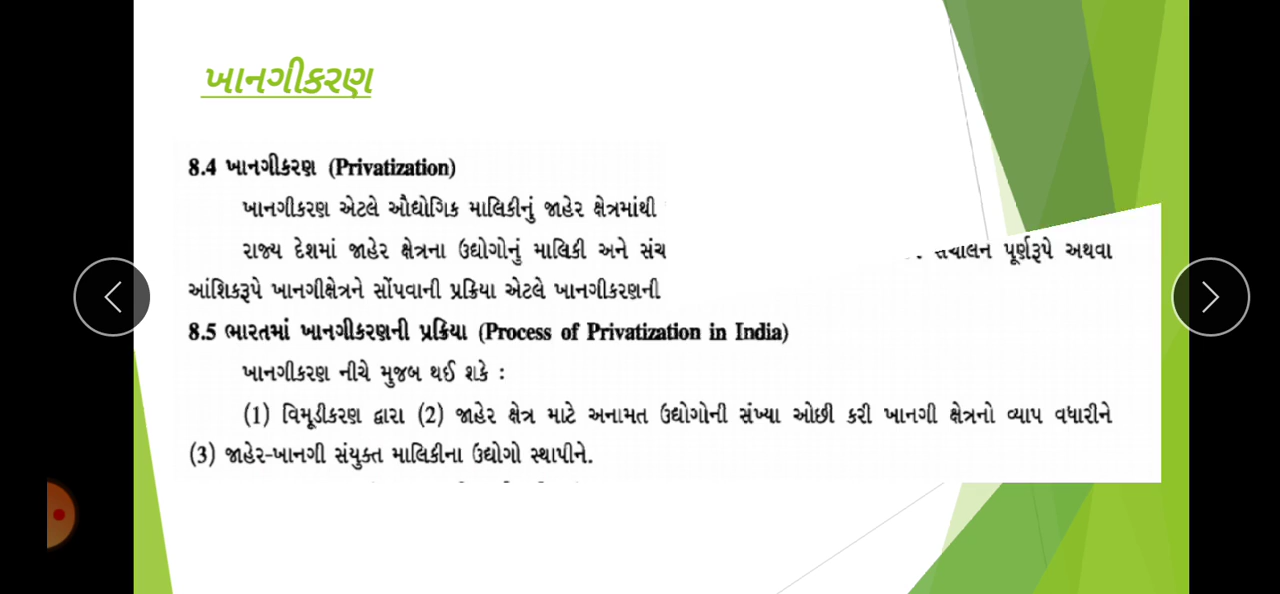 ખાનગીકરણ
8.4 ખાનગીકરણ (Privatization)
ખાનગીકરણ એટલે ઔદ્યોગિક માલિકીનું જાહેર ક્ષેત્રમાંથી
રાજ્ય દેશમાં જાહેર ક્ષેત્રના ઉદ્યોગોનું માલિકી અને સંચ સંચાલન પૂર્ણરૂપે અથવા
આંશિકરૂપે ખાનગીક્ષેત્રને સોંપવાની પ્રક્રિયા એટલે ખાનગીકરણની
8.5 ભારતમાં ખાનગીકરણની પ્રક્રિયા (Process of Privatization in India)
ખાનગીકરણ નીચે મુજબ થઈ શકે :
(1) વિમૂડીકરણ દ્વારા (2) જાહેર ક્ષેત્ર માટે અનામત ઉદ્યોગોની સંખ્યા ઓછી કરી ખાનગી ક્ષેત્રનો વ્યાપ વધારીને
(3) જાહેર-ખાનગી સંયુક્ત માલિકીના ઉદ્યોગો સ્થાપીને.